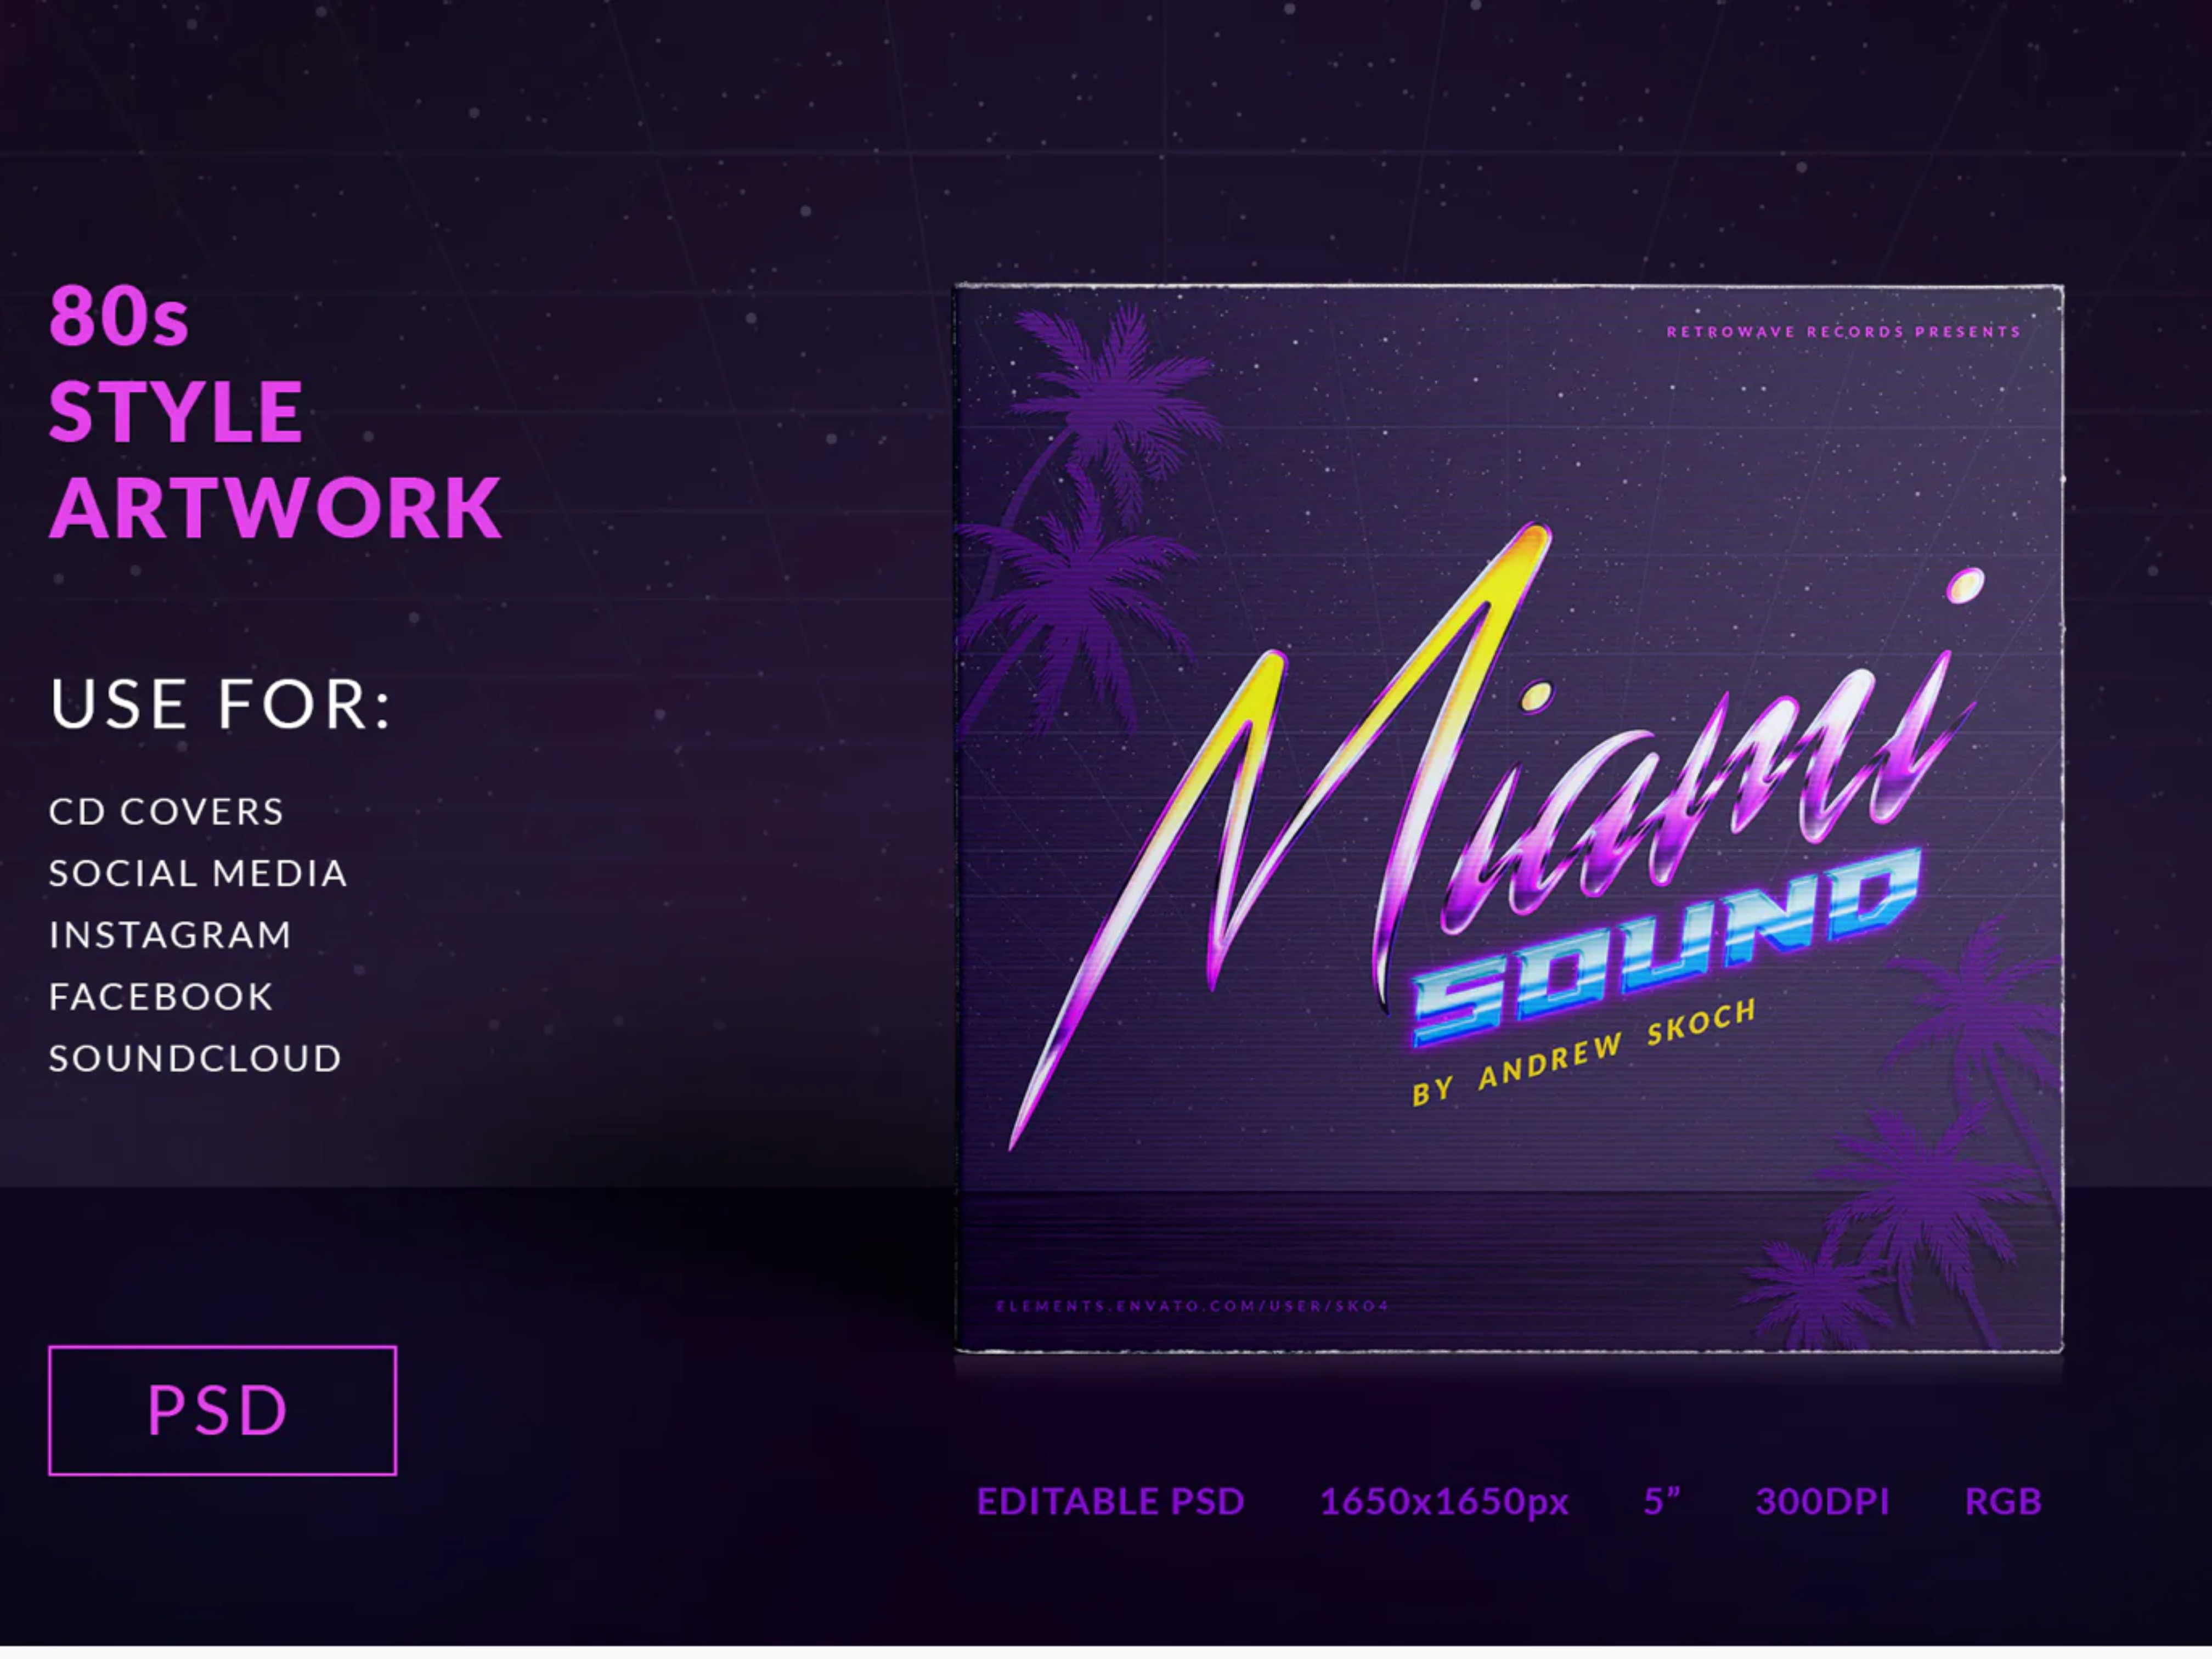 80s
STYLE
ARTWORK
USE FOR:
CD COVERS
SOCIAL MEDIA
INSTAGRAM
FACEBOOK
SOUNDCLOUD
PSD
RETROWAVE RECORDS PRESENTS
Miami
SOUND
BY ANDREW SKOCH
ELEMENTS.ENVATO.COM/USER/SKO4
EDITABLE PSD 1650x1650px 5” 300DPI RGB